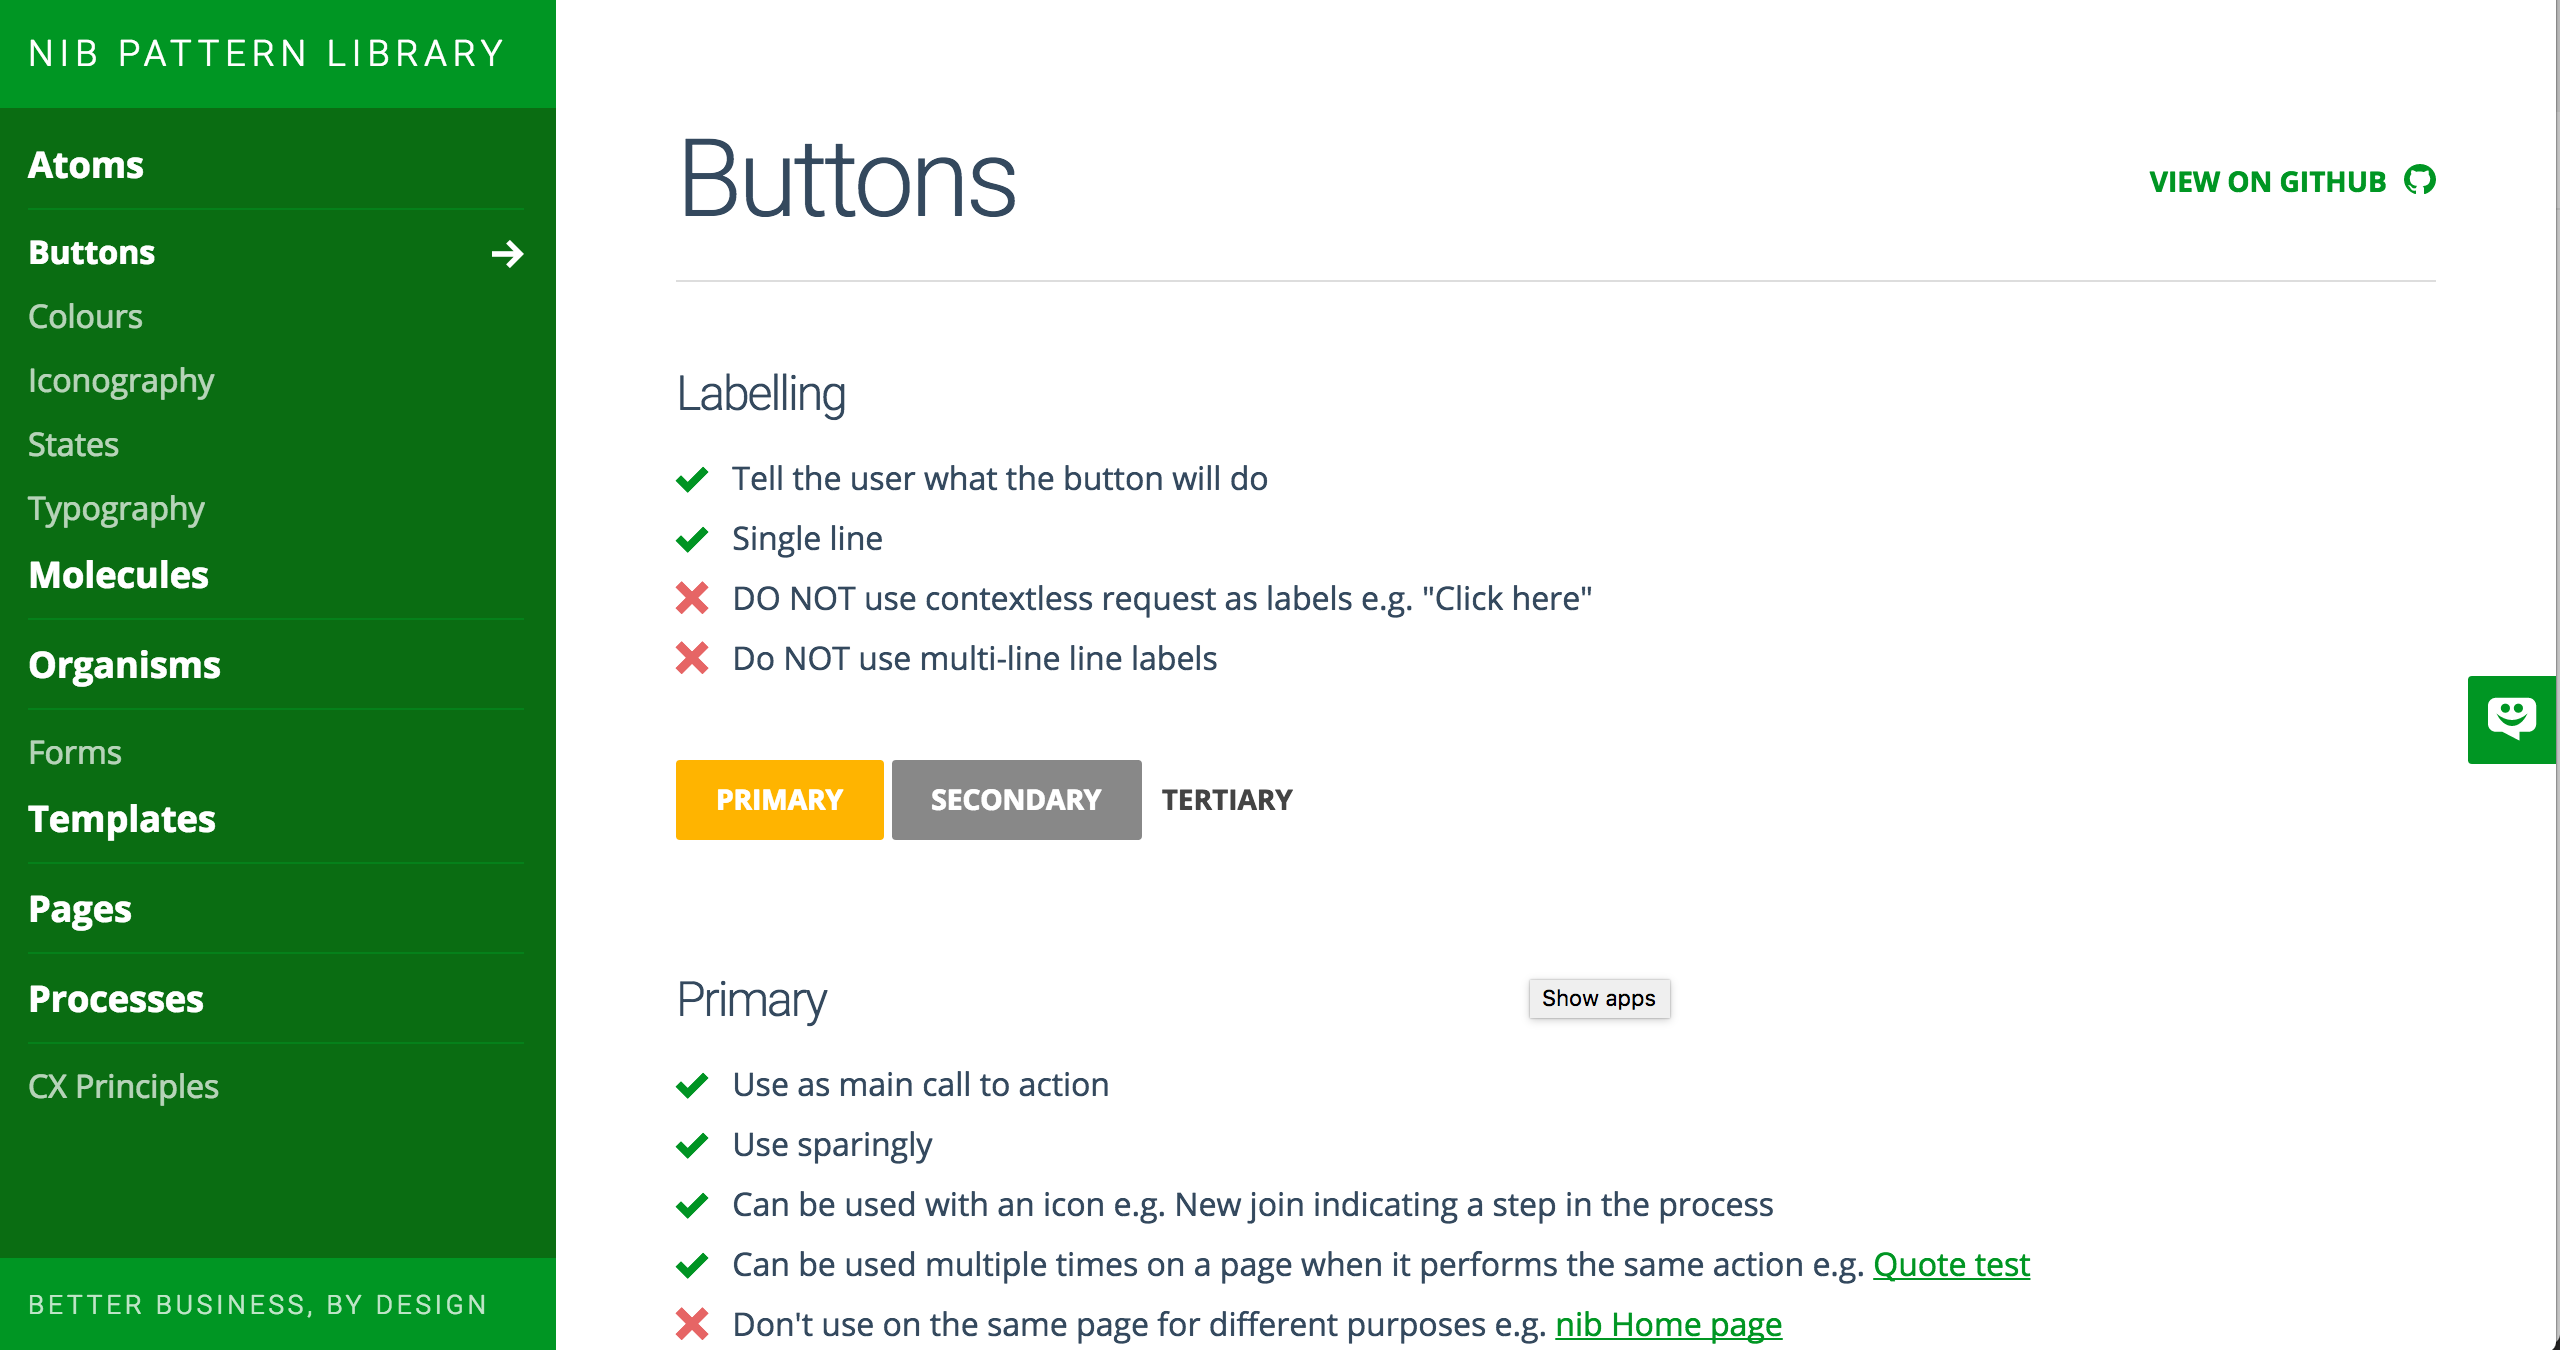 NIB PATTERN LIBRARY
Atoms
Buttons
Colours
Iconography
States
Typography
Molecules
Organisms
Forms
Templates
Pages
Processes
CX Principles
BETTER BUSINESS, BY DESIGN
Buttons
VIEW ON GITHUB
Labelling
Tell the user what the button will do
Single line
DO NOT use contextless request as labels e.g. "Click here"
Do NOT use multi-line line labels
PRIMARY SECONDARY TERTIARY
Primary
Show apps
Use as main call to action
Use sparingly
Can be used with an icon e.g. New join indicating a step in the process
Can be used multiple times on a page when it performs the same action e.g. Quote test
Don't use on the same page for different purposes e.g. nib Home page